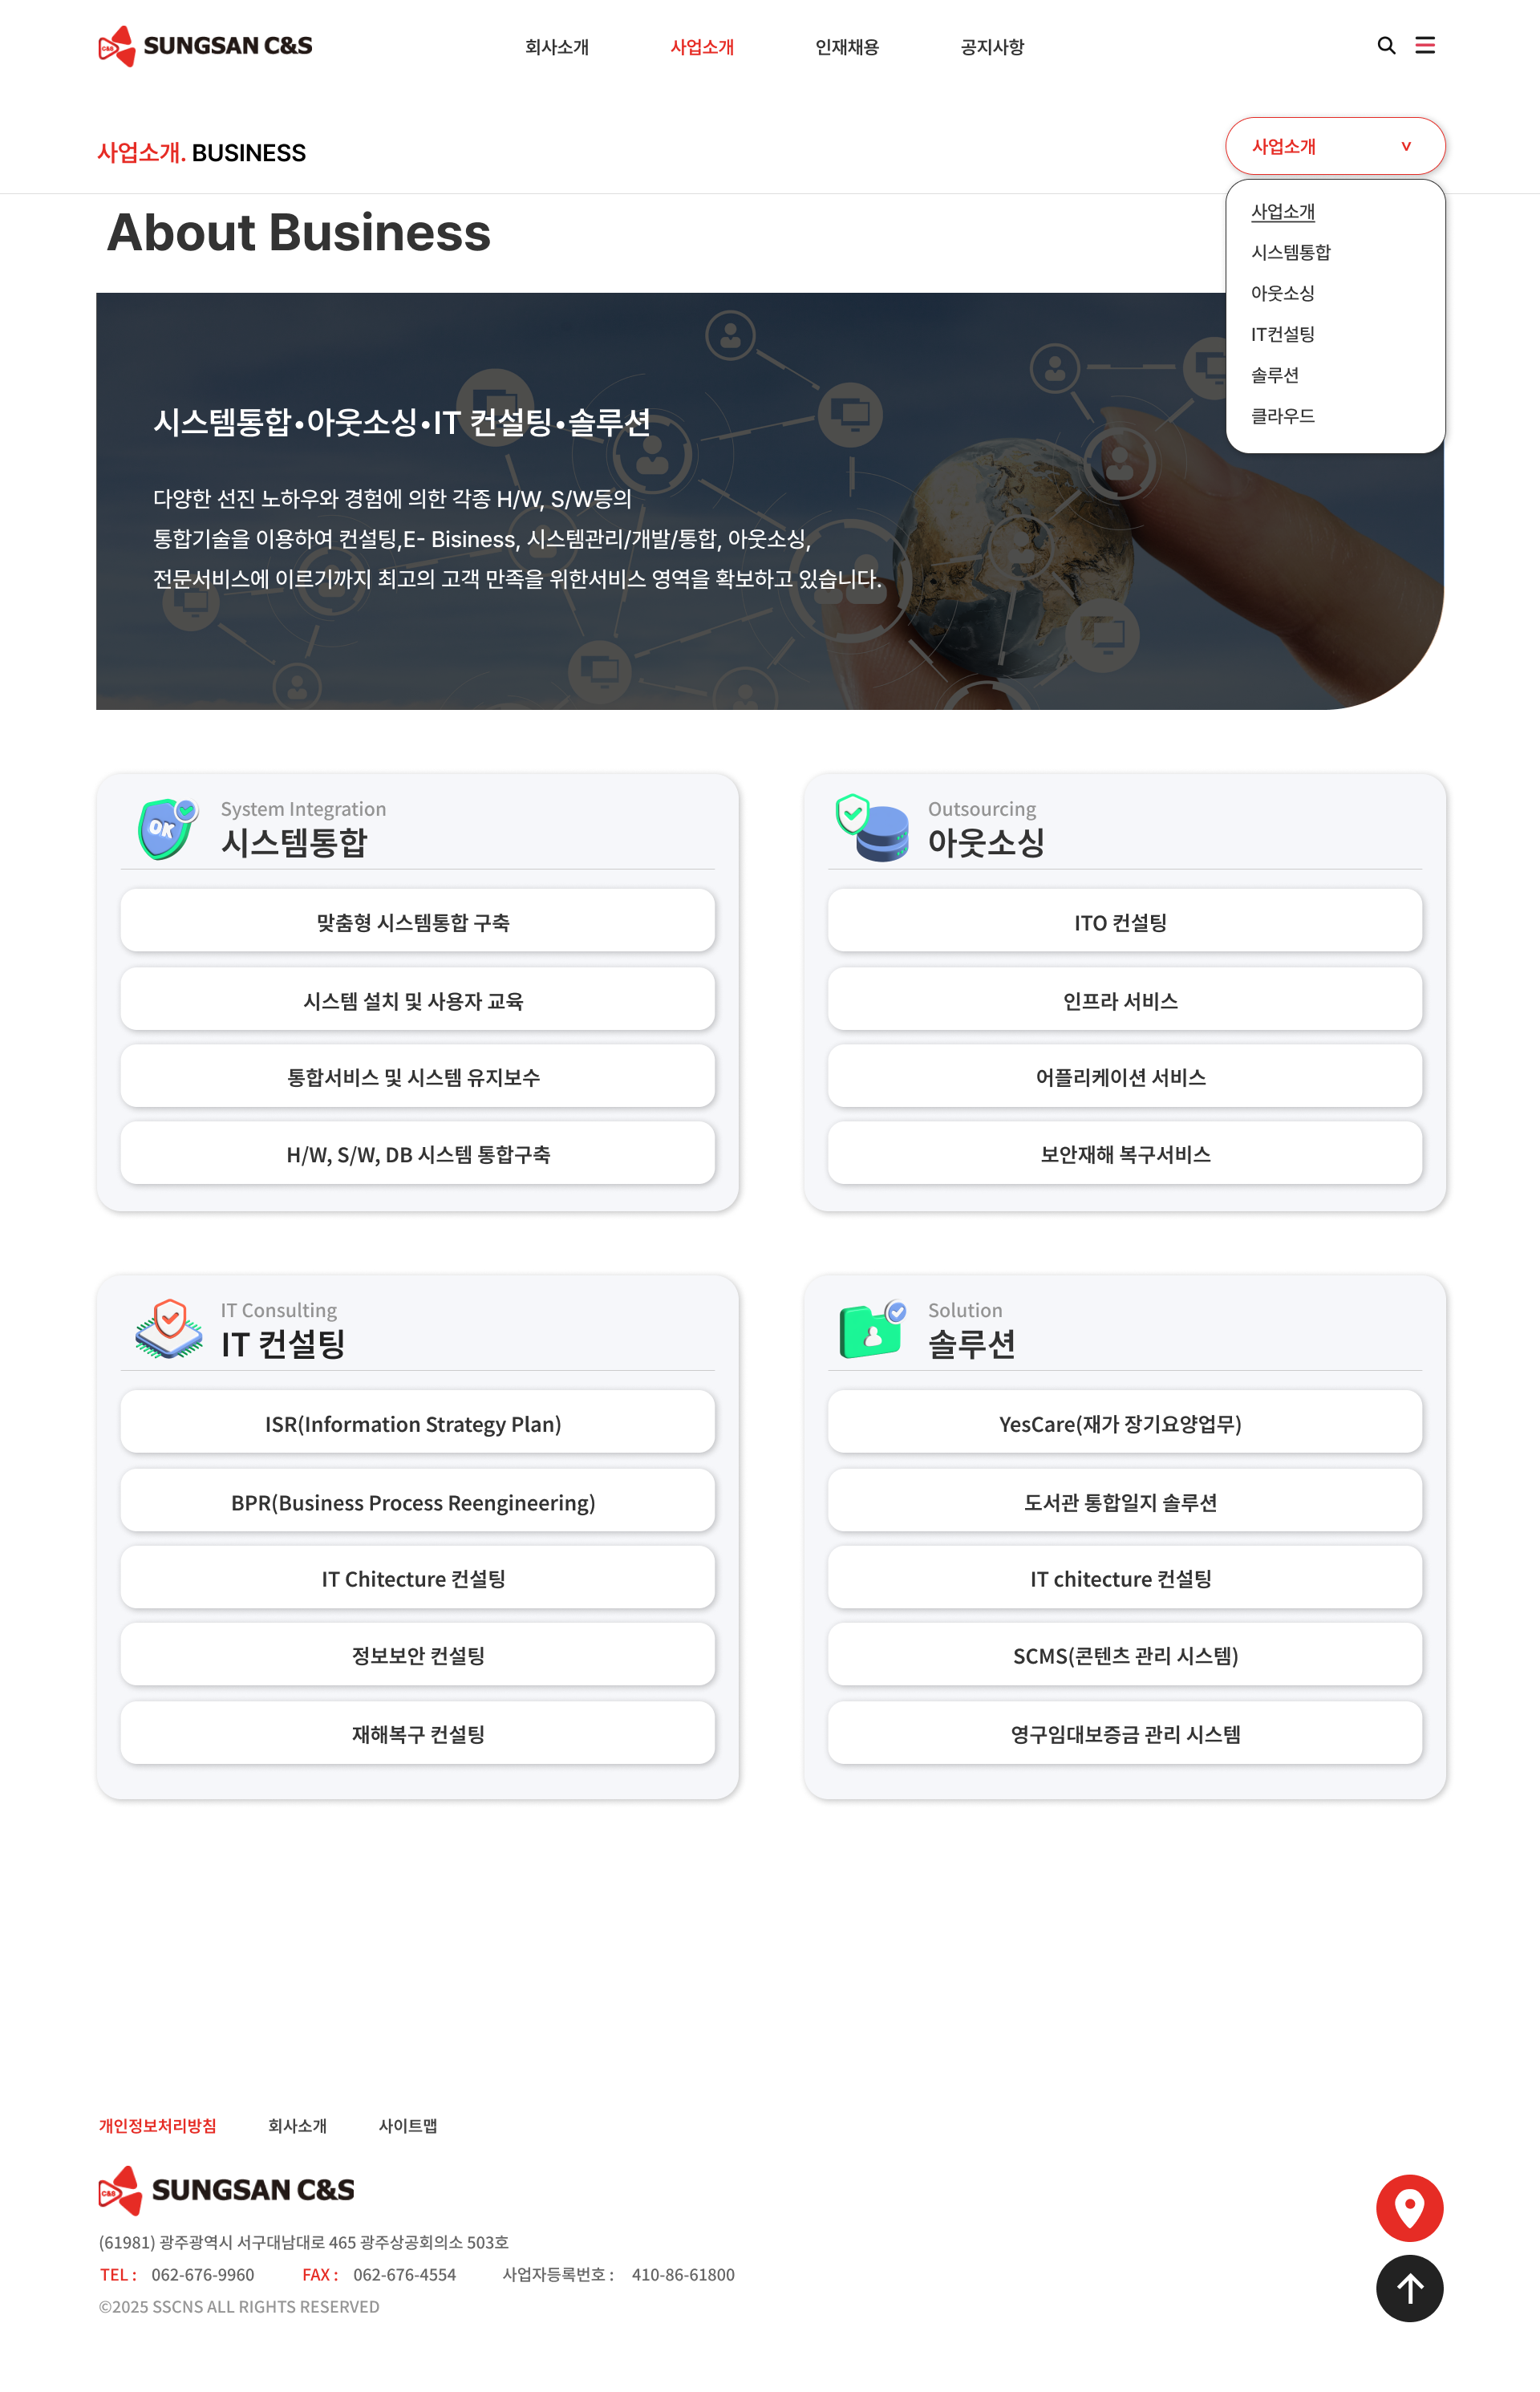 C&S SUNGSAN C&S
회사소개 사업소개 인재채용 공지사항
사업소개. BUSINESS
사업소개 v
사업소개
시스템통합
아웃소싱
IT컨설팅
솔루션
클라우드
About Business
시스템통합•아웃소싱•IT 컨설팅•솔루션
다양한 선진 노하우와 경험에 의한 각종 H/W, S/W등의
통합기술을 이용하여 컨설팅,E- Bisiness, 시스템관리/개발/통합, 아웃소싱,
전문서비스에 이르기까지 최고의 고객 만족을 위한서비스 영역을 확보하고 있습니다.
OK
System Integration
시스템통합
맞춤형 시스템통합 구축
시스템 설치 및 사용자 교육
통합서비스 및 시스템 유지보수
H/W, S/W, DB 시스템 통합구축
Outsourcing
아웃소싱
ITO 컨설팅
인프라 서비스
어플리케이션 서비스
보안재해 복구서비스
IT Consulting
IT 컨설팅
ISR(Information Strategy Plan)
BPR(Business Process Reengineering)
IT Chitecture 컨설팅
정보보안 컨설팅
재해복구 컨설팅
Solution
솔루션
YesCare(재가 장기요양업무)
도서관 통합일지 솔루션
IT chitecture 컨설팅
SCMS(콘텐츠 관리 시스템)
영구임대보증금 관리 시스템
개인정보처리방침 회사소개 사이트맵
C&S SUNGSAN C&S
(61981) 광주광역시 서구대남대로 465 광주상공회의소 503호
TEL : 062-676-9960 FAX : 062-676-4554 사업자등록번호 : 410-86-61800
©2025 SSCNS ALL RIGHTS RESERVED